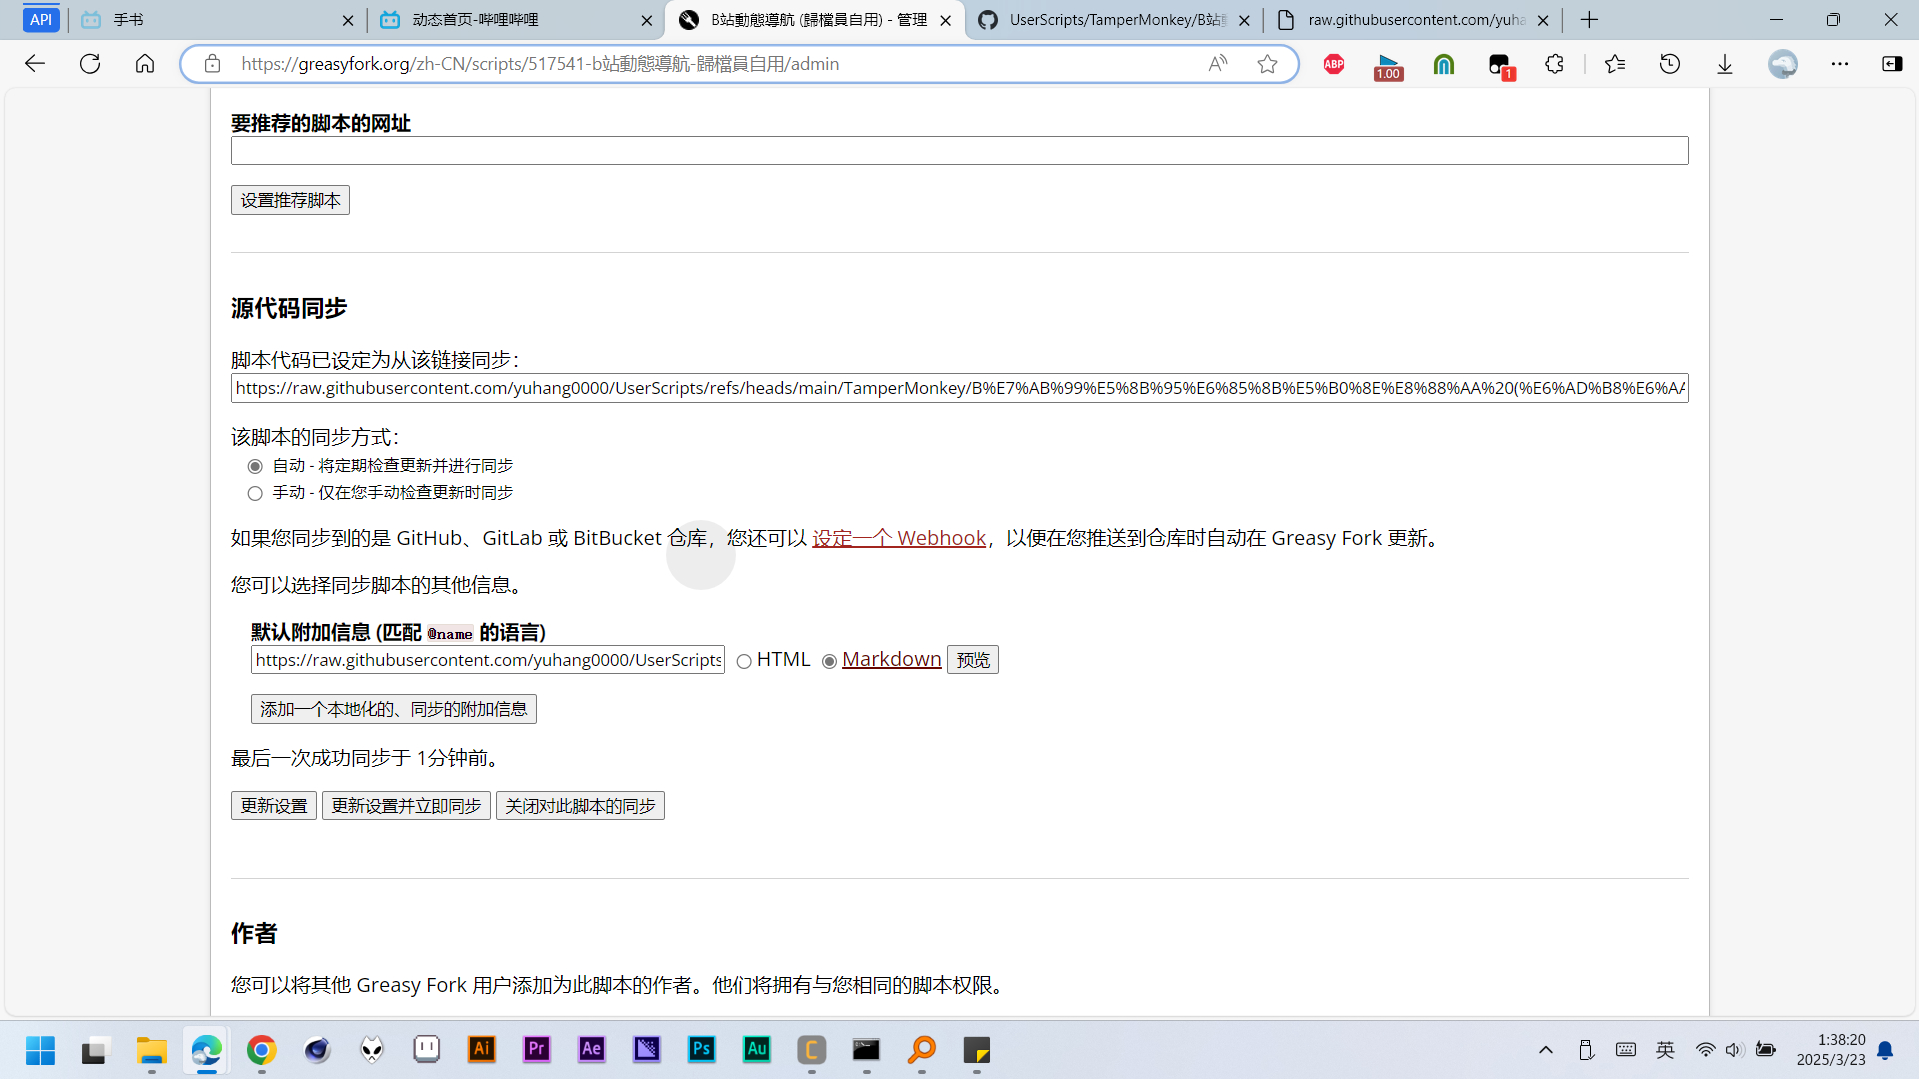 API
手书
动态首页-哔哩哔哩
B站動態導航 (歸檔員自用) - 管理
UserScripts/TamperMonkey/B站
raw.githubusercontent.com/yuha
https://greasyfork.org/zh-CN/scripts/517541-b站動態導航-歸檔員自用/admin
ABP
1.00
1
要推荐的脚本的网址
设置推荐脚本
源代码同步
脚本代码已设定为从该链接同步：
https://raw.githubusercontent.com/yuhang0000/UserScripts/refs/heads/main/TamperMonkey/B%E7%AB%99%E5%8B%95%E6%85%8B%E5%B0%8E%E8%88%AA%20(%E6%AD%B8%E6%AA
该脚本的同步方式：
自动 - 将定期检查更新并进行同步
手动 - 仅在您手动检查更新时同步
如果您同步到的是 GitHub、GitLab 或 BitBucket 仓库，您还可以 设定一个 Webhook，以便在您推送到仓库时自动在 Greasy Fork 更新。
您可以选择同步脚本的其他信息。
默认附加信息 (匹配 @name 的语言)
https://raw.githubusercontent.com/yuhang0000/UserScripts HTML Markdown 预览
添加一个本地化的、同步的附加信息
最后一次成功同步于 1分钟前。
更新设置 更新设置并立即同步 关闭对此脚本的同步
作者
您可以将其他 Greasy Fork 用户添加为此脚本的作者。他们将拥有与您相同的脚本权限。
Ai
Pr
Ae
Ps
Au
C
英
1:38:20
2025/3/23